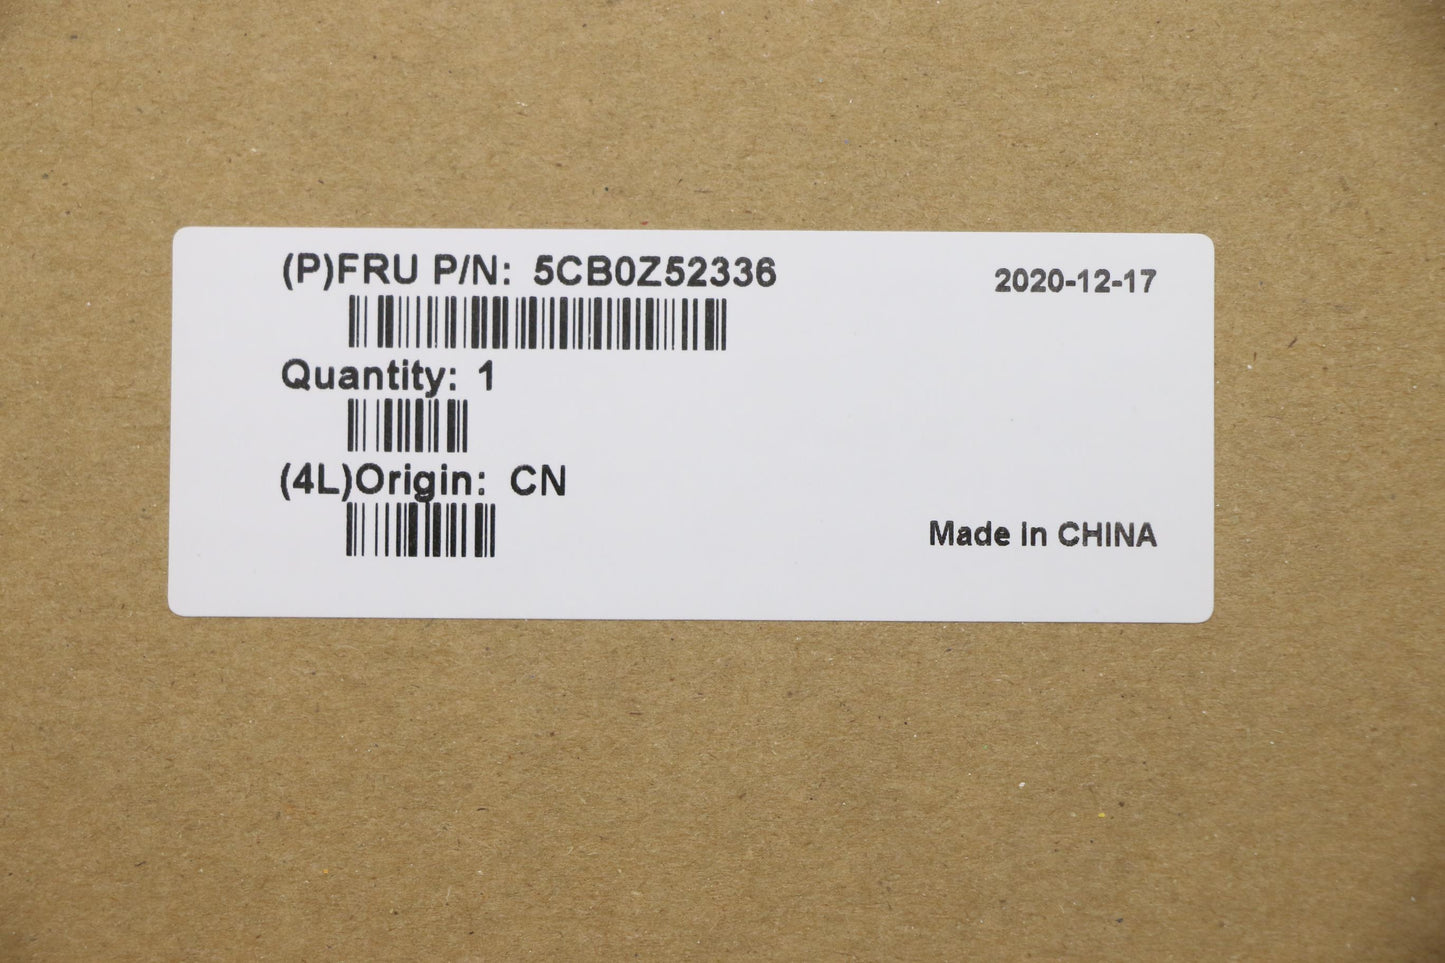 (P)FRU P/N: 5CB0Z52336
2020-12-17
Quantity: 1
(4L)Origin: CN
Made in CHINA